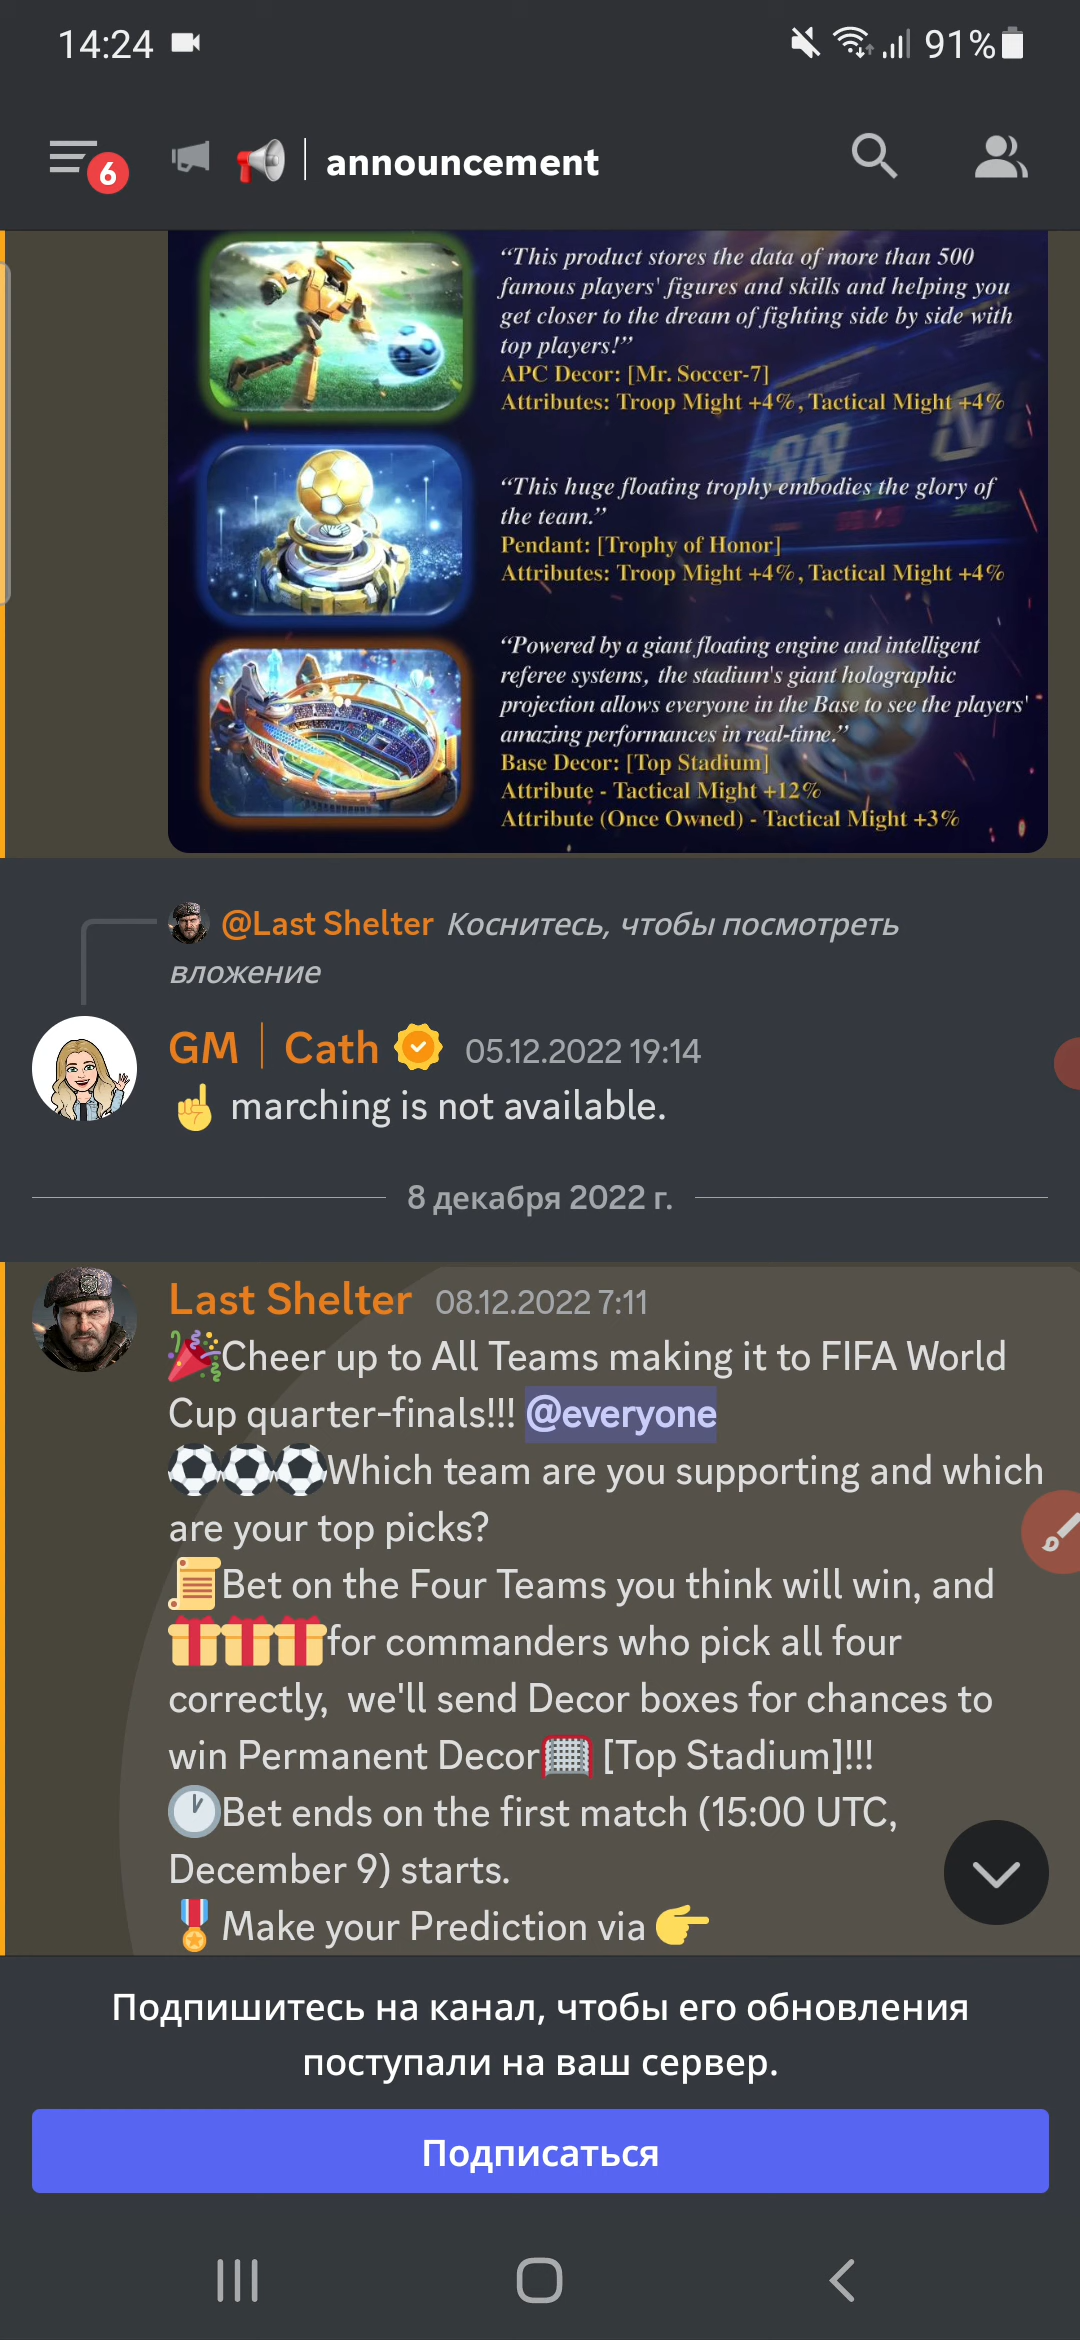 14:24
91%
6
announcement
“This product stores the data of more than 500
famous players' figures and skills and helping you
get closer to the dream of fighting side by side with
top players!”
APC Decor: [Mr. Soccer-7]
Attributes: Troop Might +4%, Tactical Might +4%
“This huge floating trophy embodies the glory of
the team.”
Pendant: [Trophy of Honor]
Attributes: Troop Might +4%, Tactical Might +4%
“Powered by a giant floating engine and intelligent
referee systems, the stadium's giant holographic
projection allows everyone in the Base to see the players'
amazing performances in real-time.”
Base Decor: [Top Stadium]
Attribute - Tactical Might +12%
Attribute (Once Owned) - Tactical Might +3%
@Last Shelter Коснитесь, чтобы посмотреть
вложение
GM | Cath 05.12.2022 19:14
☝ marching is not available.
8 декабря 2022 г.
Last Shelter 08.12.2022 7:11
🎉Cheer up to All Teams making it to FIFA World
Cup quarter-finals!!! @everyone
⚽⚽⚽Which team are you supporting and which
are your top picks?
📜Bet on the Four Teams you think will win, and
🎁🎁🎁for commanders who pick all four
correctly,  we'll send Decor boxes for chances to
win Permanent Decor🥅 [Top Stadium]!!!
🕐Bet ends on the first match (15:00 UTC,
December 9) starts.
🎖Make your Prediction via 👉
Подпишитесь на канал, чтобы его обновления
поступали на ваш сервер.
Подписаться